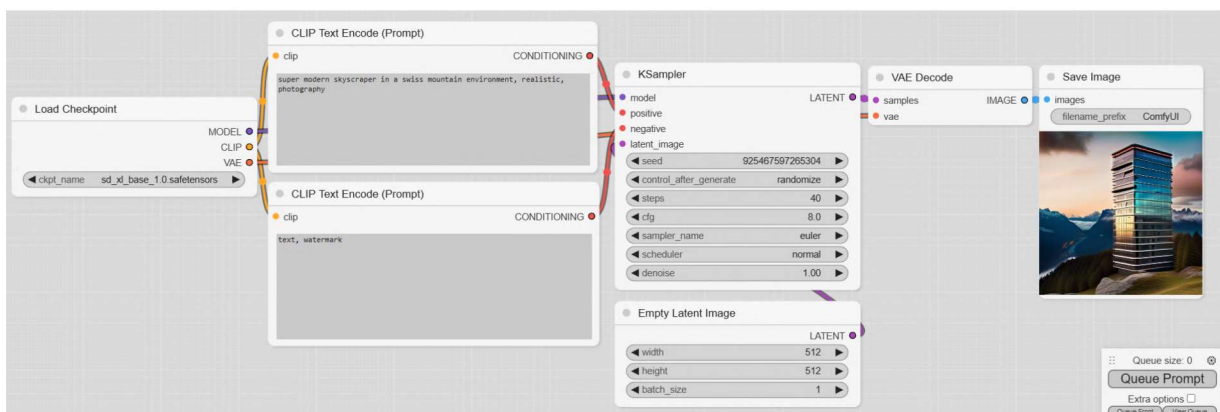 Load Checkpoint
MODEL
CLIP
VAE
ckpt_name sd_xl_base_1.0.safetensors
CLIP Text Encode (Prompt)
clip CONDITIONING
super modern skyscraper in a swiss mountain environment, realistic,
photography
CLIP Text Encode (Prompt)
clip CONDITIONING
text, watermark
KSampler
model LATENT
positive
negative
latent_image
seed 925467597265304
control_after_generate randomize
steps 40
cfg 8.0
sampler_name euler
scheduler normal
denoise 1.00
Empty Latent Image
LATENT
width 512
height 512
batch_size 1
VAE Decode
samples IMAGE
vae
Save Image
images
filename_prefix ComfyUI
Queue size: 0
Queue Prompt
Extra options
Queue Front View Queue